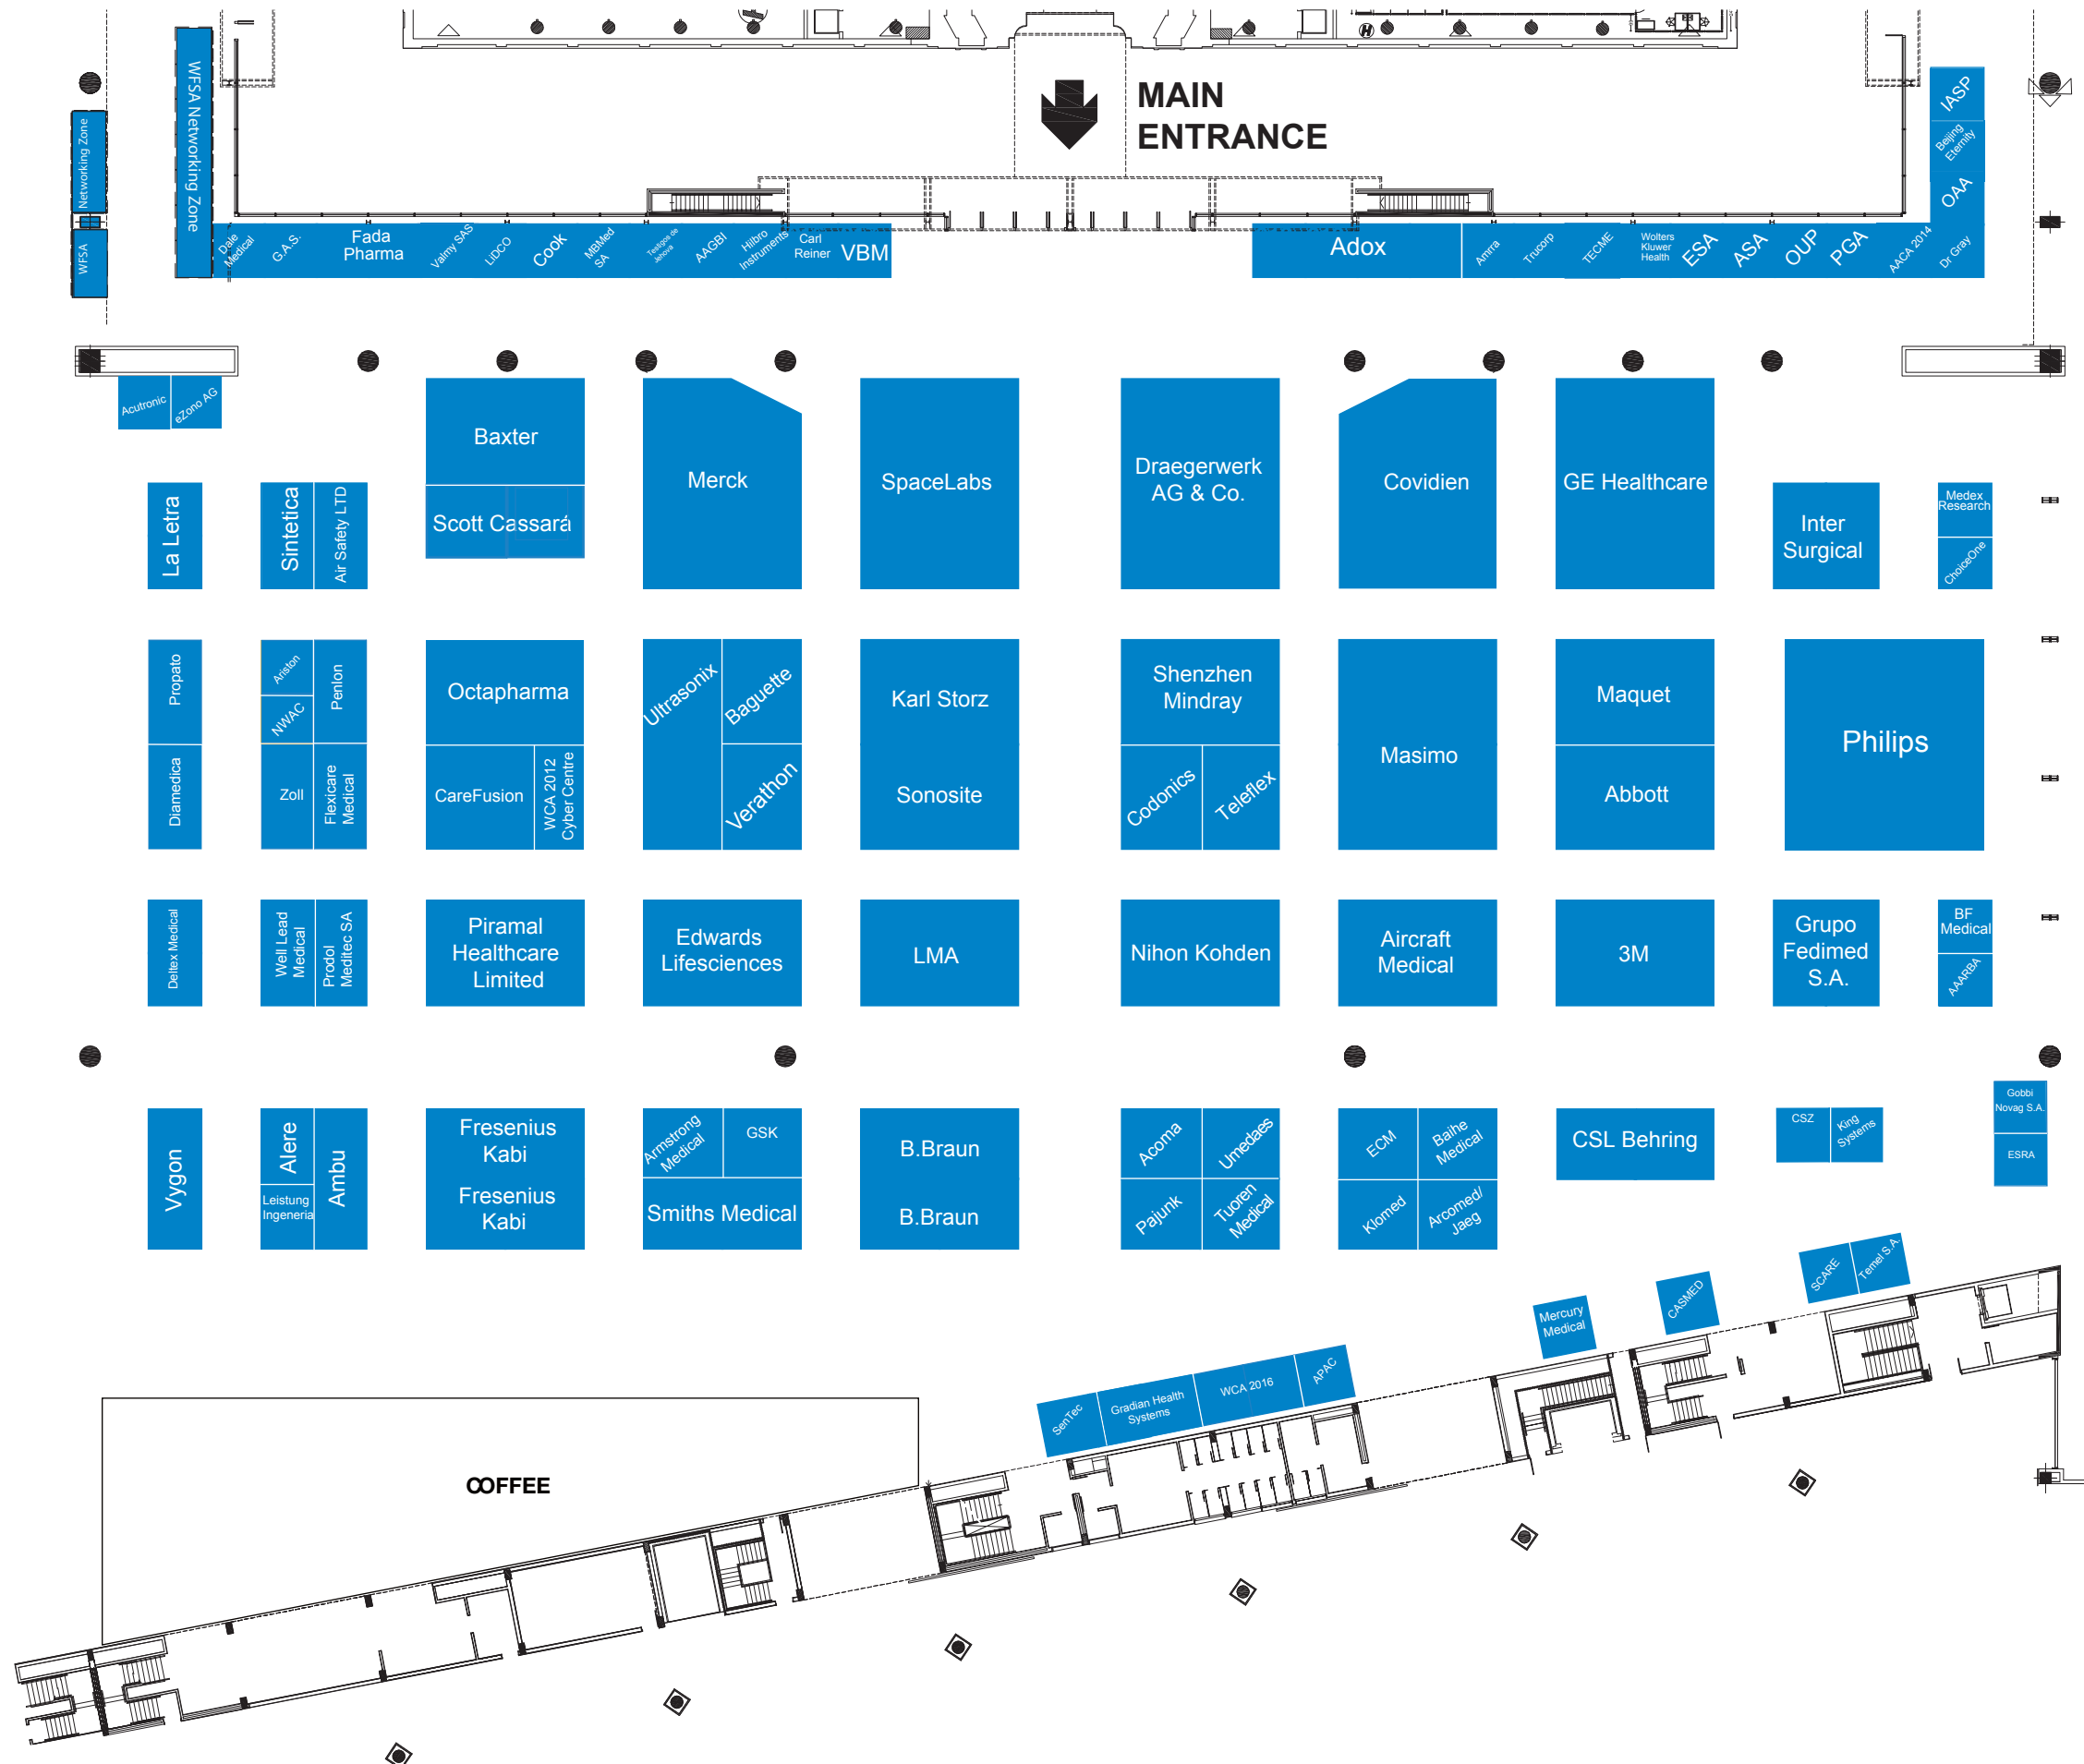 MAIN
ENTRANCE
WFSA Networking Zone
Networking Zone
WFSA
IASP
Beijing
Eternity
OAA
Dale
Medical
G.A.S.
Fada
Pharma
Valmy SAS
LiDCO
Cook
MBMed
SA
Testigos de
Jehova
AAGBI
Hilbro
Instruments
Carl
Reiner
VBM
Adox
Amrra
Trucorp
TECME
Wolters
Kluwer
Health
ESA
ASA
OUP
PGA
AACA 2014
Dr Gray
Acutronic
eZono AG
Baxter
Scott Cassará
Merck
SpaceLabs
Draegerwerk
AG & Co.
Covidien
GE Healthcare
La Letra
Sintetica
Air Safety LTD
Inter
Surgical
Medex
Research
ChoiceOne
Propato
Diamedica
Ariston
NWAC
Penlon
Zoll
Flexicare
Medical
Octapharma
CareFusion
WCA 2012
Cyber Centre
Ultrasonix
Baguette
Verathon
Karl Storz
Sonosite
Shenzhen
Mindray
Codonics
Teleflex
Masimo
Maquet
Abbott
Philips
Deltex Medical
Well Lead
Medical
Prodol
Meditec SA
Piramal
Healthcare
Limited
Edwards
Lifesciences
LMA
Nihon Kohden
Aircraft
Medical
3M
Grupo
Fedimed
S.A.
BF
Medical
AAARBA
Vygon
Alere
Leistung
Ingeneria
Ambu
Fresenius
Kabi
Fresenius
Kabi
Armstrong
Medical
GSK
Smiths Medical
B.Braun
B.Braun
Acoma
Umedaes
Pajunk
Tuoren
Medical
ECM
Baihe
Medical
Klomed
Arcomed/
Jaeg
CSL Behring
CSZ
King
Systems
Gobbi
Novag S.A.
ESRA
SCARE
Temel S.A.
CASMED
Mercury
Medical
SenTec
Gradian Health
Systems
WCA 2016
APAC
COFFEE